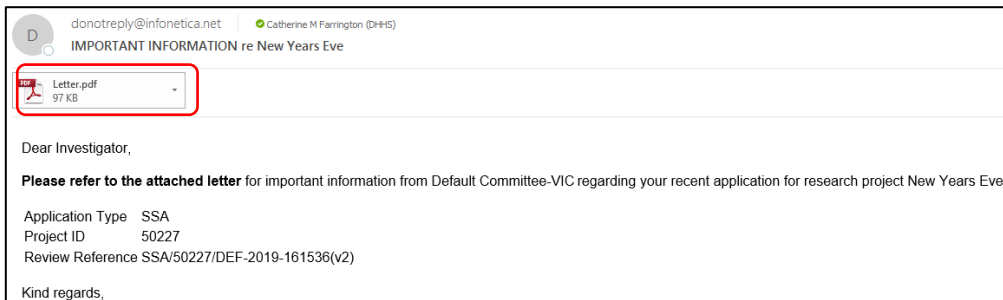 D
donotreply@infonetica.net Catherine M Farrington (DHHS)
IMPORTANT INFORMATION re New Years Eve
PDF
Letter.pdf
97 KB
Dear Investigator,
Please refer to the attached letter for important information from Default Committee-VIC regarding your recent application for research project New Years Eve
Application Type SSA
Project ID 50227
Review Reference SSA/50227/DEF-2019-161536(v2)
Kind regards,